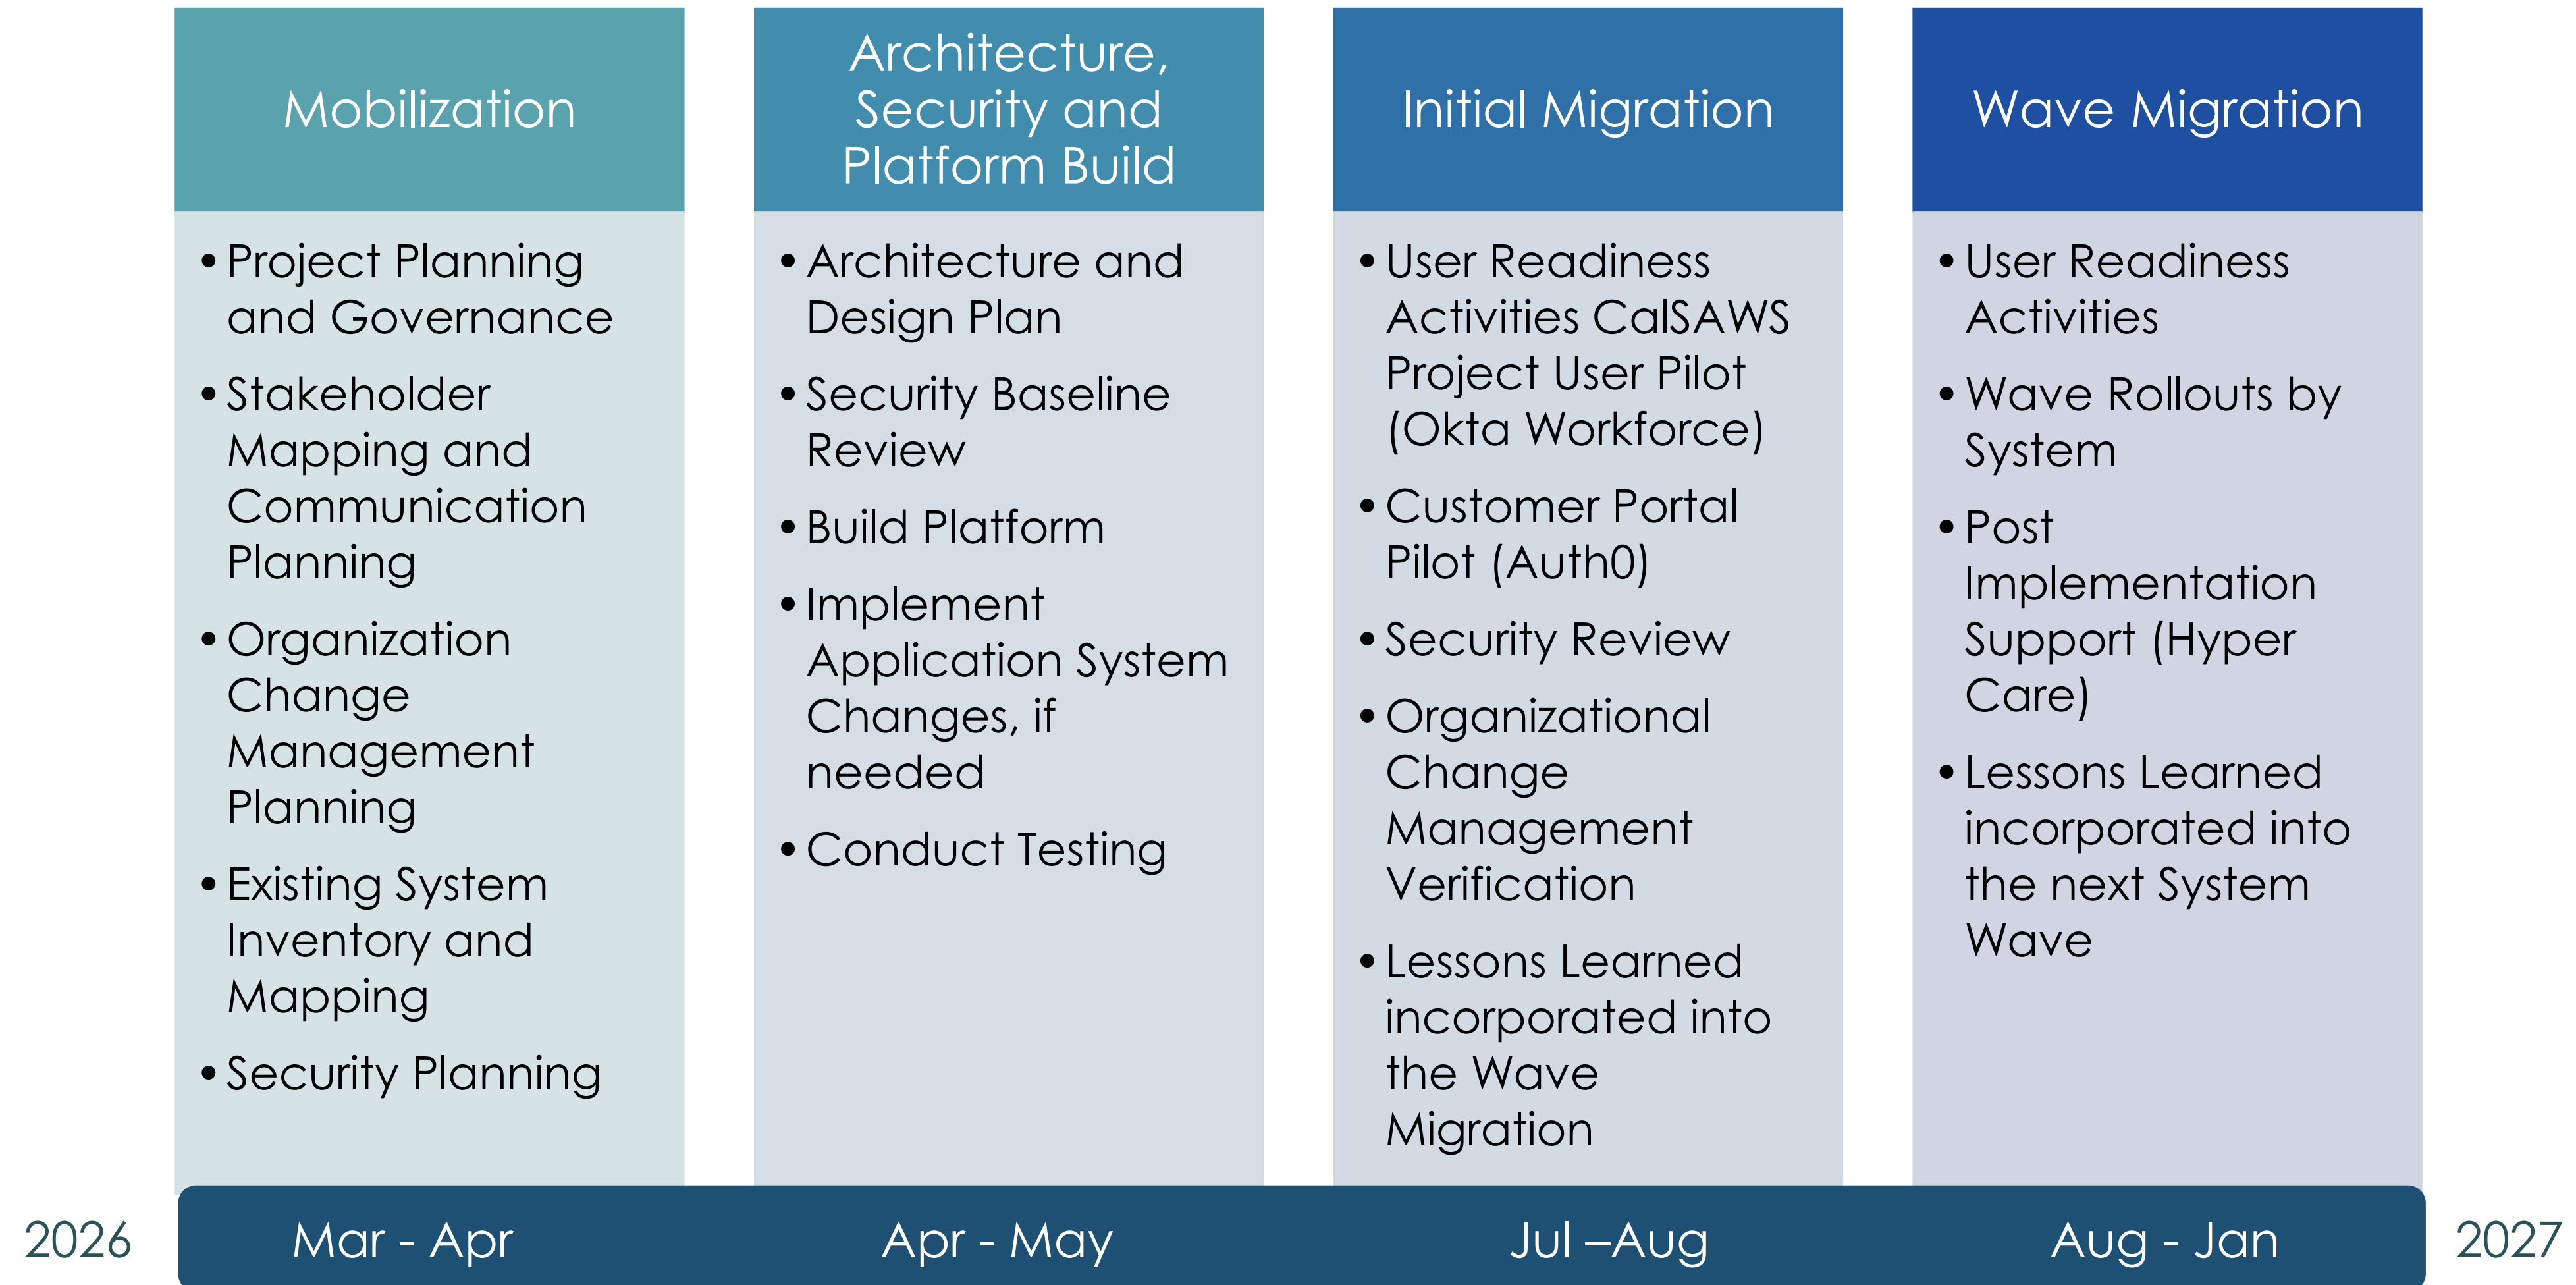 Mobilization
• Project Planning
and Governance
• Stakeholder
Mapping and
Communication
Planning
• Organization
Change
Management
Planning
• Existing System
Inventory and
Mapping
• Security Planning
Architecture,
Security and
Platform Build
• Architecture and
Design Plan
• Security Baseline
Review
• Build Platform
• Implement
Application System
Changes, if
needed
• Conduct Testing
Initial Migration
• User Readiness
Activities CalSAWS
Project User Pilot
(Okta Workforce)
• Customer Portal
Pilot (Auth0)
• Security Review
• Organizational
Change
Management
Verification
• Lessons Learned
incorporated into
the Wave
Migration
Wave Migration
• User Readiness
Activities
• Wave Rollouts by
System
• Post
Implementation
Support (Hyper
Care)
• Lessons Learned
incorporated into
the next System
Wave
2026
Mar - Apr
Apr - May
Jul –Aug
Aug - Jan
2027